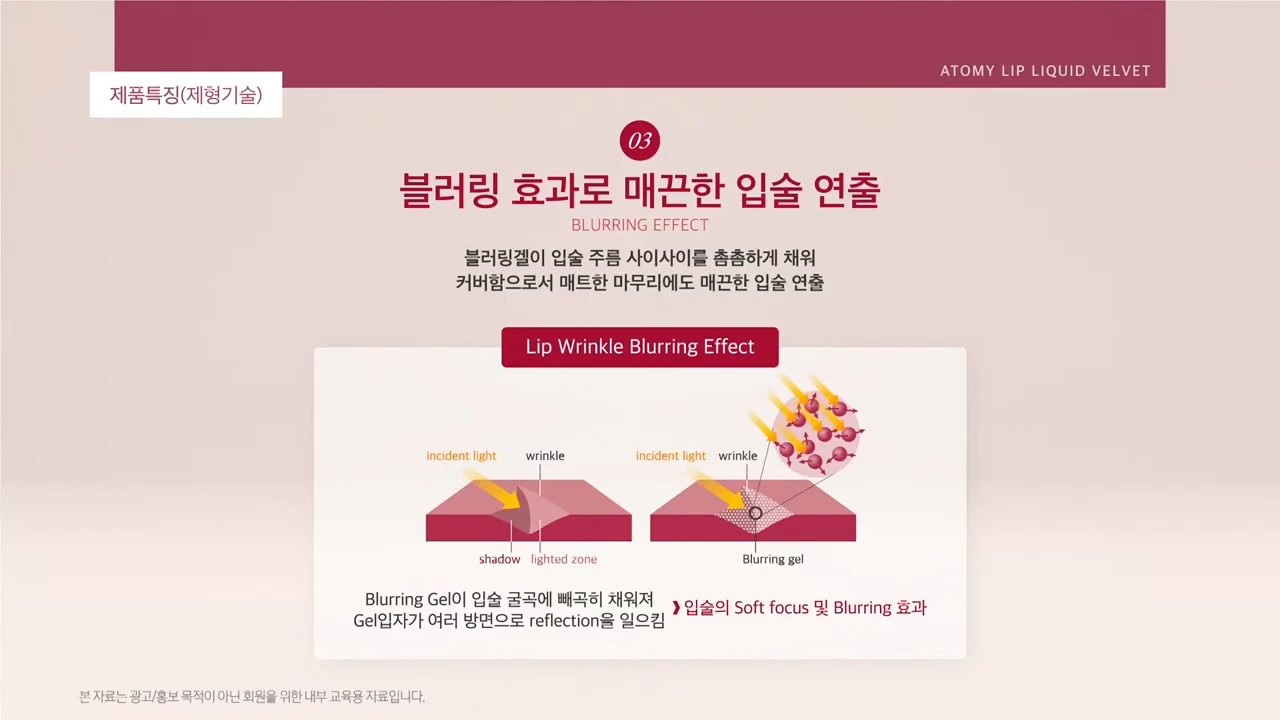 ATOMY LIP LIQUID VELVET
제품특징(제형기술)
03
블러링 효과로 매끈한 입술 연출
BLURRING EFFECT
블러링겔이 입술 주름 사이사이를 촘촘하게 채워
커버함으로서 매트한 마무리에도 매끈한 입술 연출
Lip Wrinkle Blurring Effect
incident light wrinkle
shadow lighted zone
incident light wrinkle
Blurring gel
Blurring Gel이 입술 굴곡에 빼곡히 채워져
Gel입자가 여러 방면으로 reflection을 일으킴
❱ 입술의 Soft focus 및 Blurring 효과
본 자료는 광고/홍보 목적이 아닌 회원을 위한 내부 교육용 자료입니다.